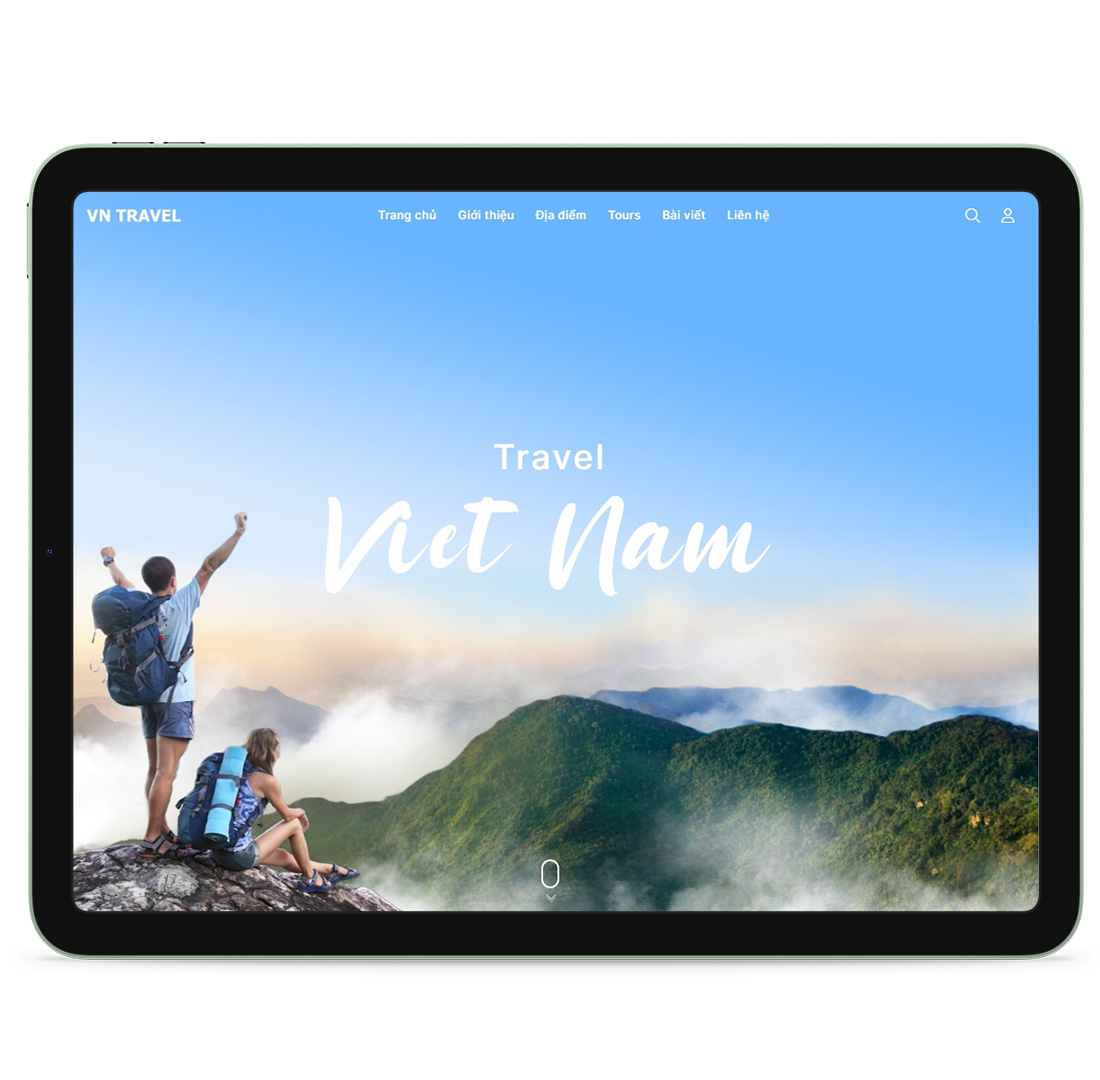 VN TRAVEL Trang chủ Giới thiệu Địa điểm Tours Bài viết Liên hệ
Travel
Viet Nam